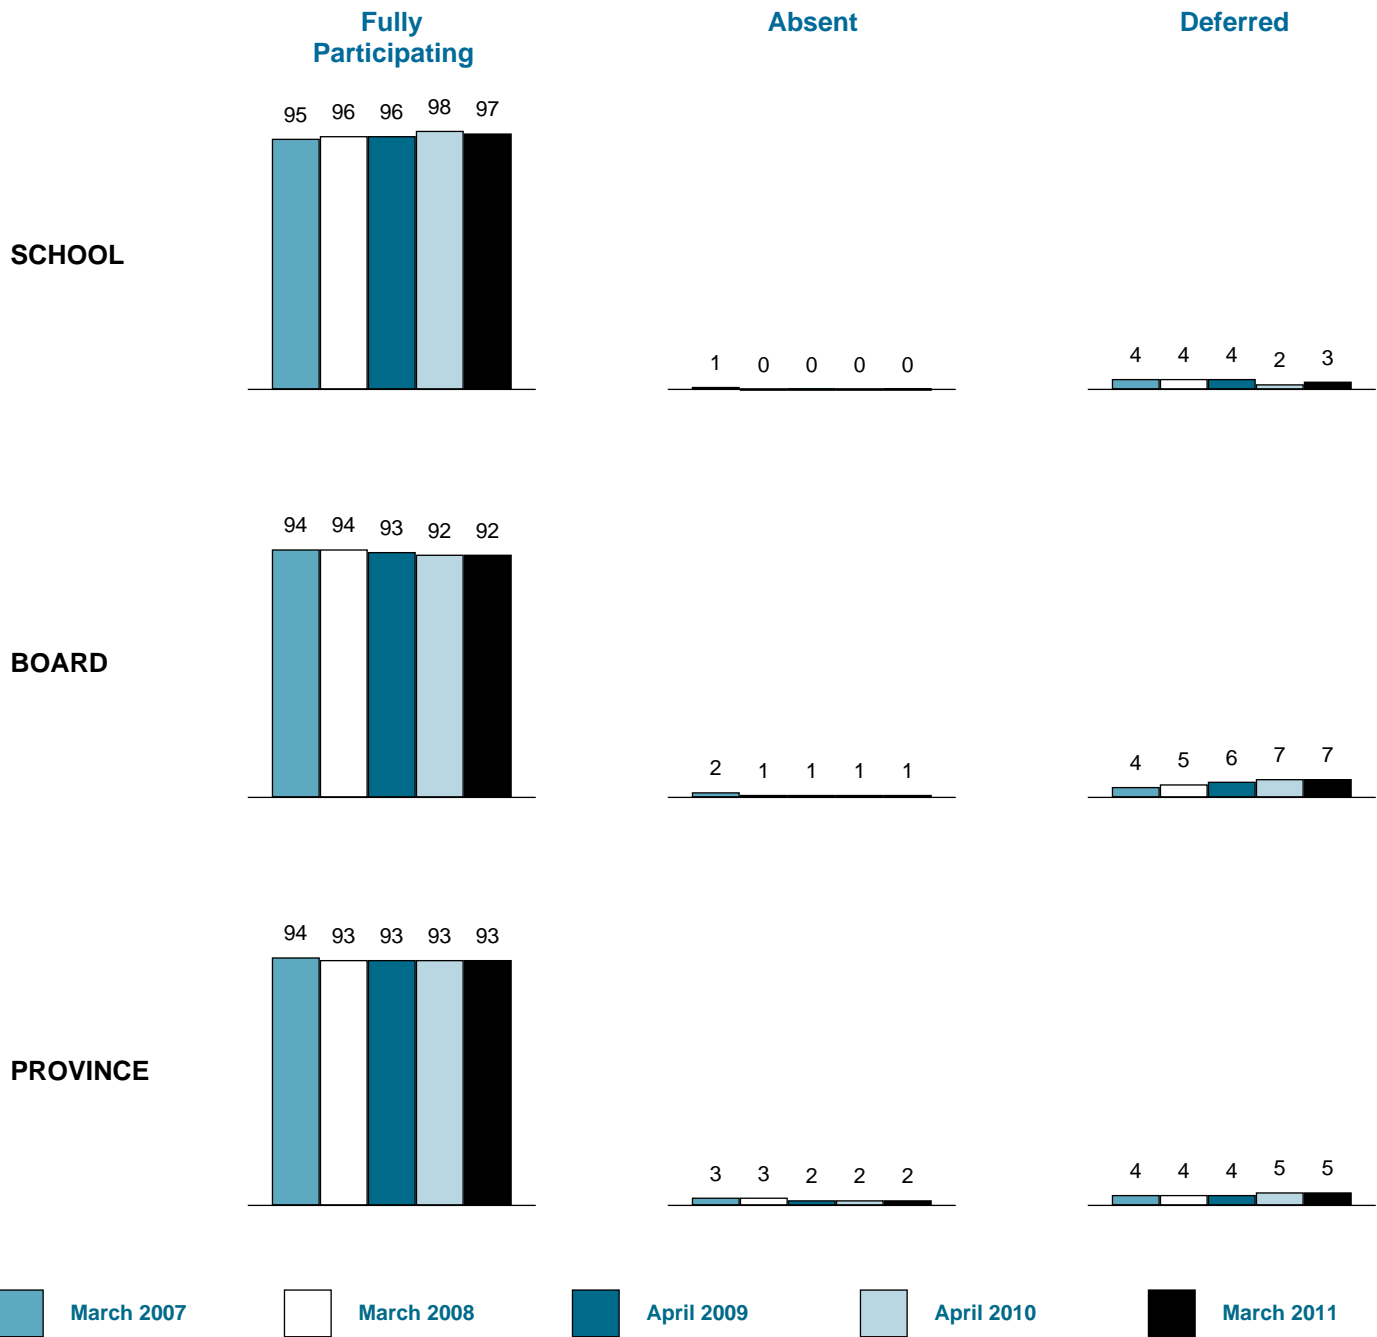 Fully
Participating
Absent
Deferred
95 96 96 98 97
1 0 0 0 0
4 4 4 2 3
SCHOOL
94 94 93 92 92
2 1 1 1 1
4 5 6 7 7
BOARD
94 93 93 93 93
3 3 2 2 2
4 4 4 5 5
PROVINCE
March 2007
March 2008
April 2009
April 2010
March 2011